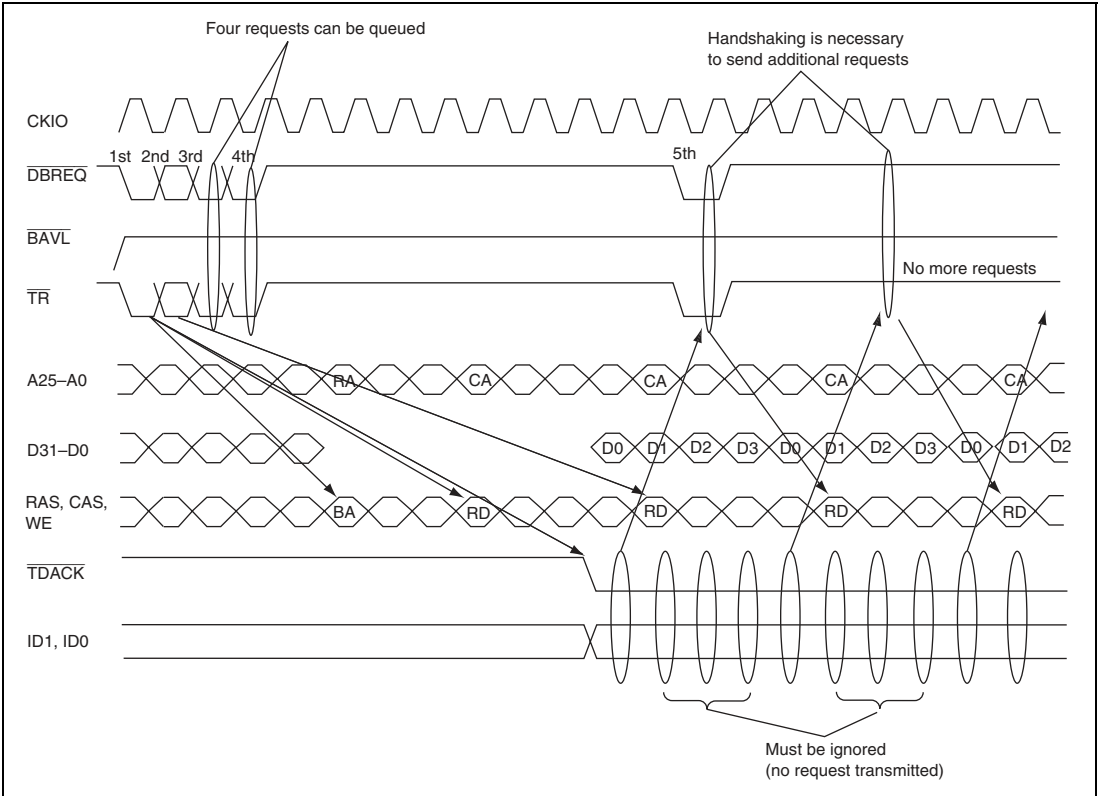 Four requests can be queued
Handshaking is necessary
to send additional requests
CKIO
1st 2nd 3rd 4th 5th
DBREQ
BAVL
No more requests
TR
A25–A0 RA CA CA CA CA
D31–D0 D0 D1 D2 D3 D0 D1 D2 D3 D0 D1 D2
RAS, CAS,
WE BA RD RD RD RD
TDACK
ID1, ID0
Must be ignored
(no request transmitted)